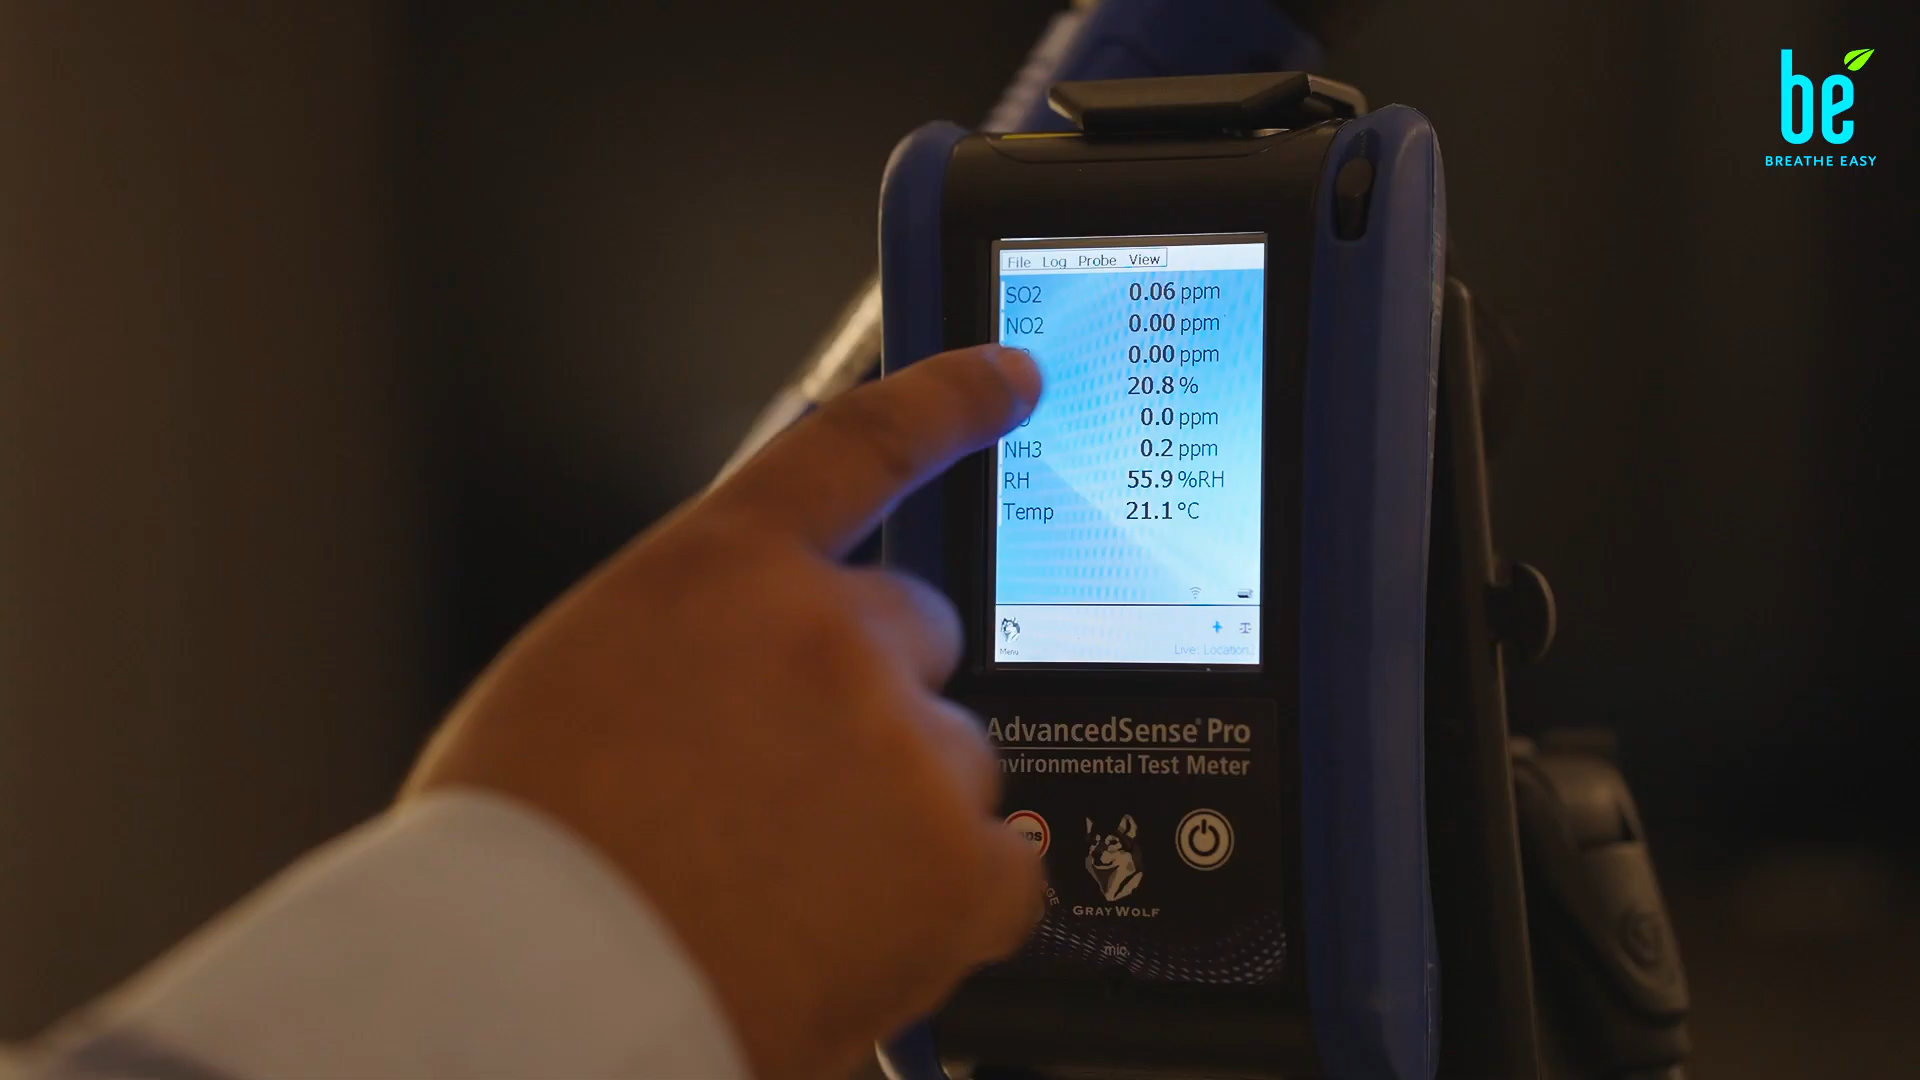 be
BREATHE EASY
File Log Probe View
SO2 0.06 ppm
NO2 0.00 ppm
0.00 ppm
20.8 %
0.0 ppm
NH3 0.2 ppm
RH 55.9 %RH
Temp 21.1 °C
Menu
Live: Location
AdvancedSense® Pro
nvironmental Test Meter
GRAYWOLF
mic.